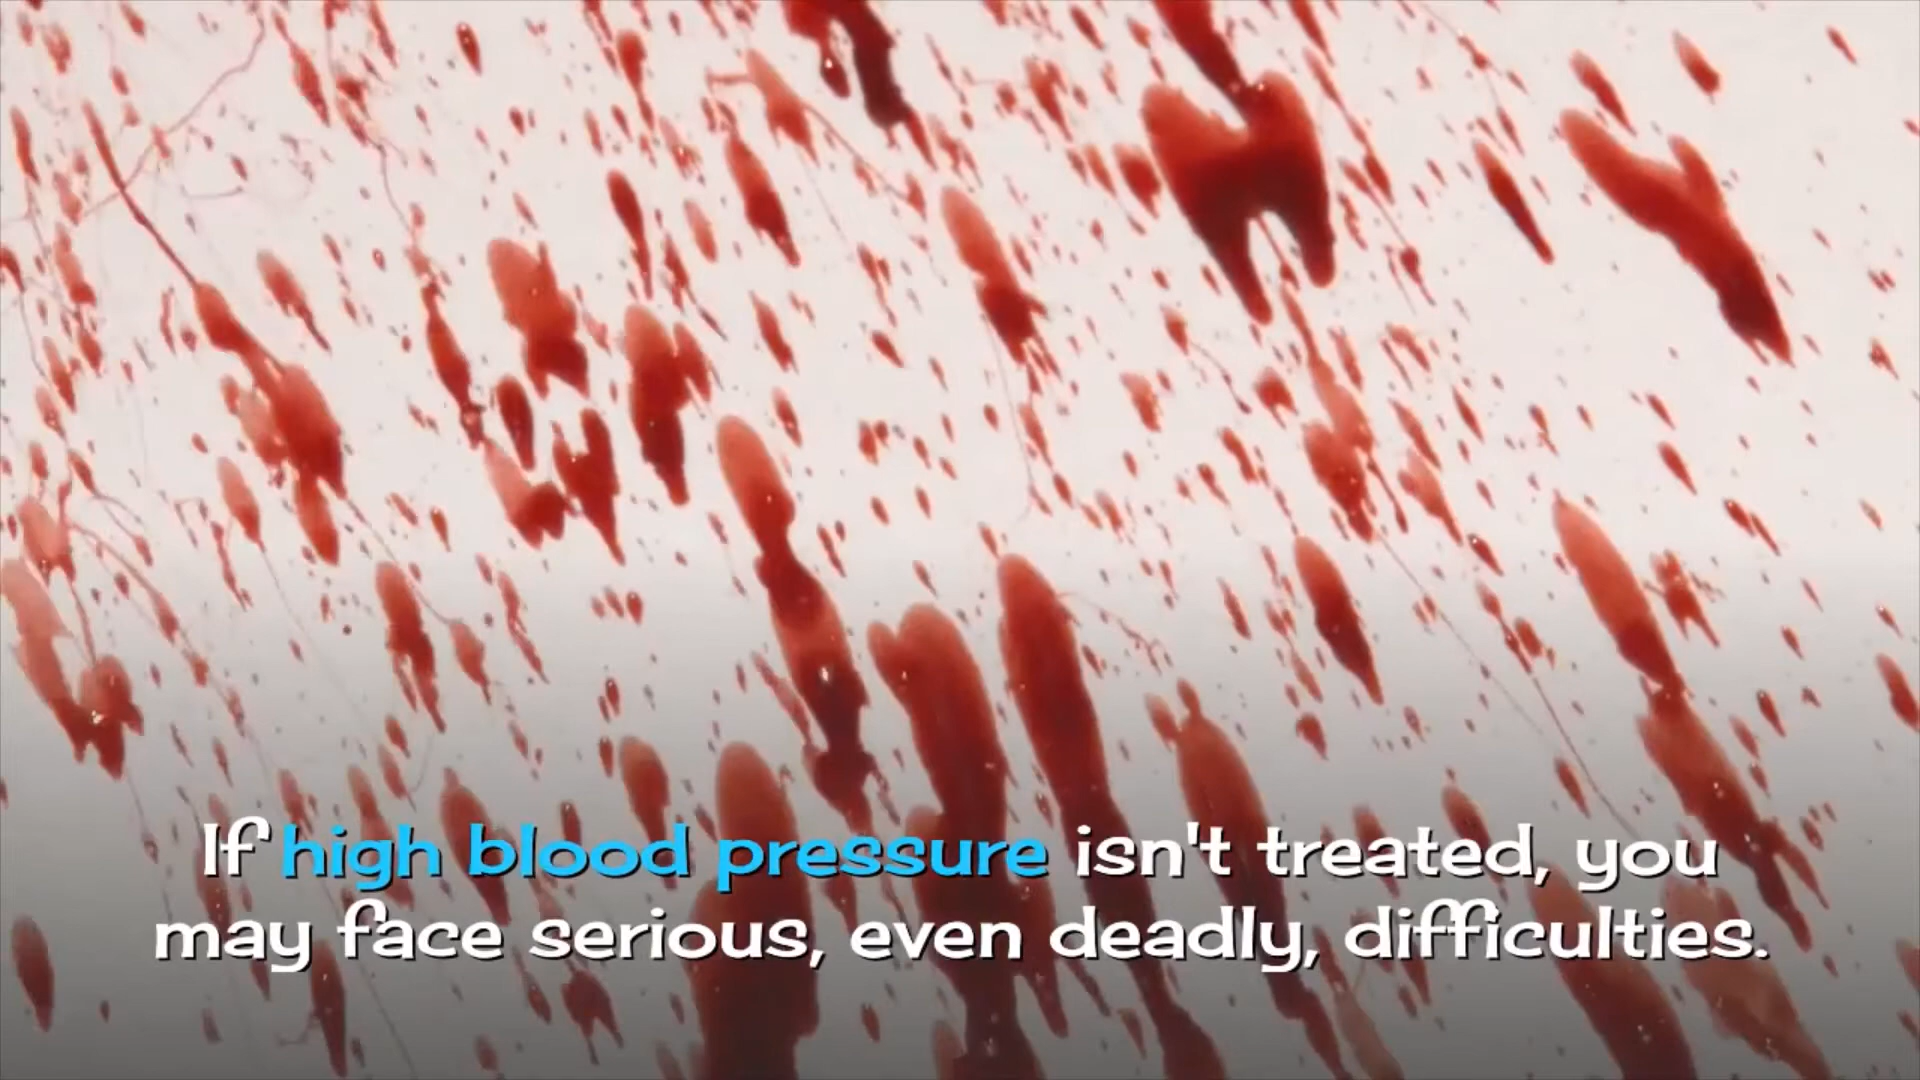 If high blood pressure isn't treated, you
may face serious, even deadly, difficulties.